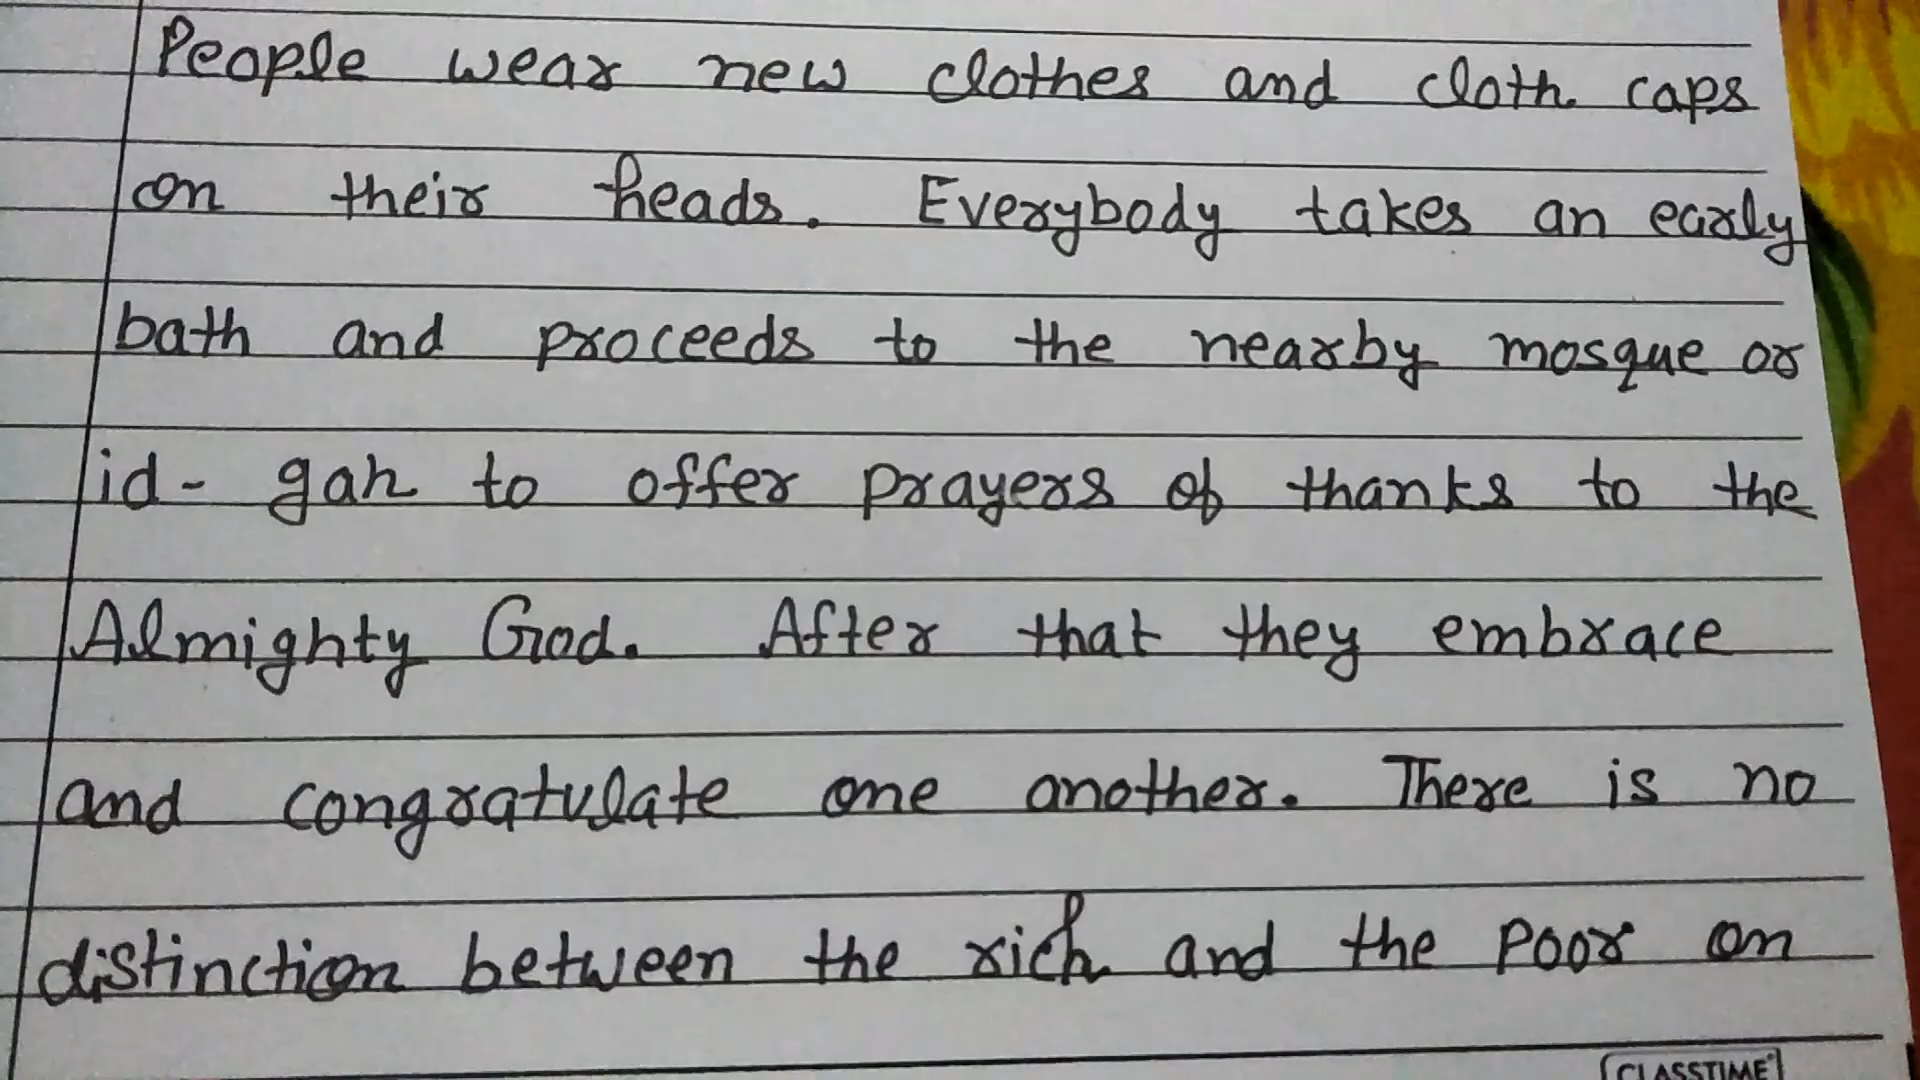 People wear new clothes and cloth caps
on their heads. Everybody takes an early
bath and proceeds to the nearby mosque or
id- gah to offer prayers of thanks to the
Almighty God. After that they embrace
and congratulate one another. There is no
distinction between the rich and the poor on
CLASSTIME